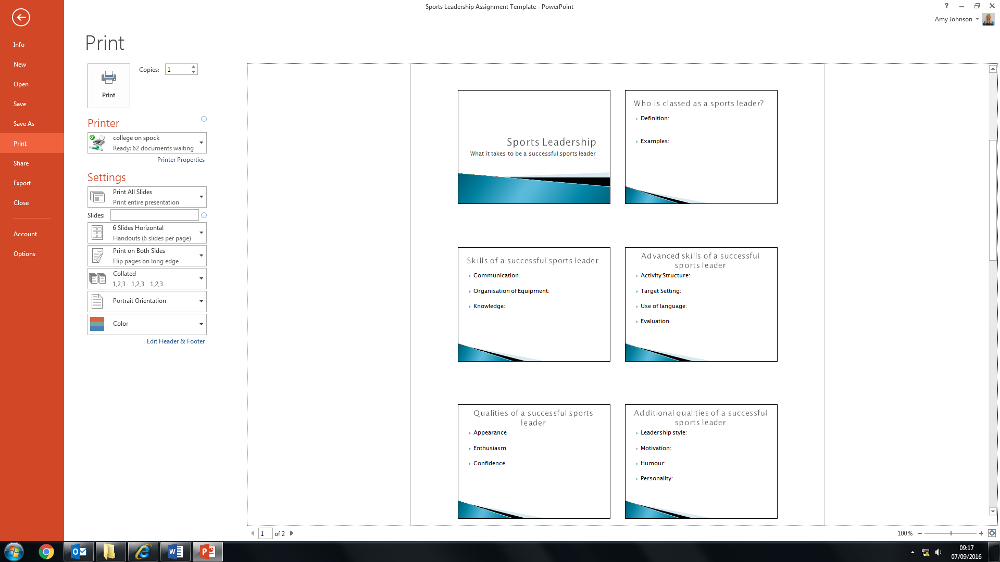 Sports Leadership Assignment Template - PowerPoint
?
Amy Johnson
Info
New
Open
Save
Save As
Print
Share
Export
Close
Account
Options
Print
Print
Copies: 1
Printer
college on spock
Ready: 62 documents waiting
Printer Properties
Settings
Print All Slides
Print entire presentation
Slides:
6 Slides Horizontal
Handouts (6 slides per page)
Print on Both Sides
Flip pages on long edge
Collated
1,2,3 1,2,3 1,2,3
Portrait Orientation
Color
Edit Header & Footer
Sports Leadership
What it takes to be a successful sports leader
Who is classed as a sports leader?
Definition:
Examples:
Skills of a successful sports leader
Communication:
Organisation of Equipment:
Knowledge:
Advanced skills of a successful
sports leader
Activity Structure:
Target Setting:
Use of language:
Evaluation
Qualities of a successful sports
leader
Appearance
Enthusiasm
Confidence
Additional qualities of a successful
sports leader
Leadership style:
Motivation:
Humour:
Personality:
1 of 2
100%
09:17
07/09/2016